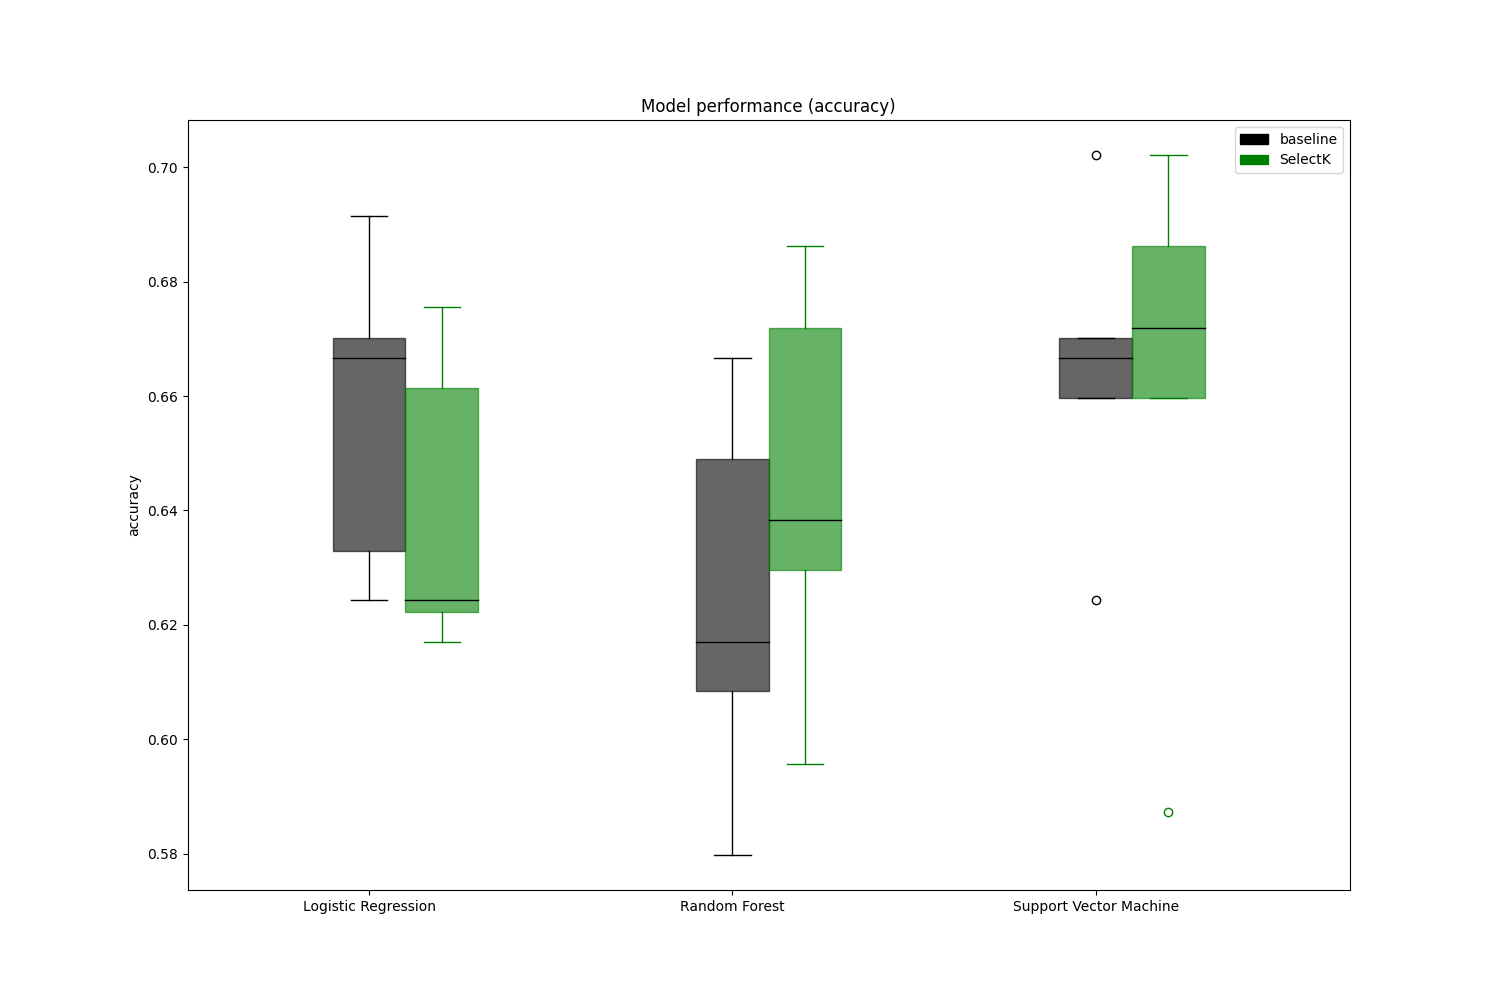 Model performance (accuracy)
baseline
SelectK
0.70
0.68
0.66
0.64
0.62
0.60
0.58
accuracy
Logistic Regression
Random Forest
Support Vector Machine